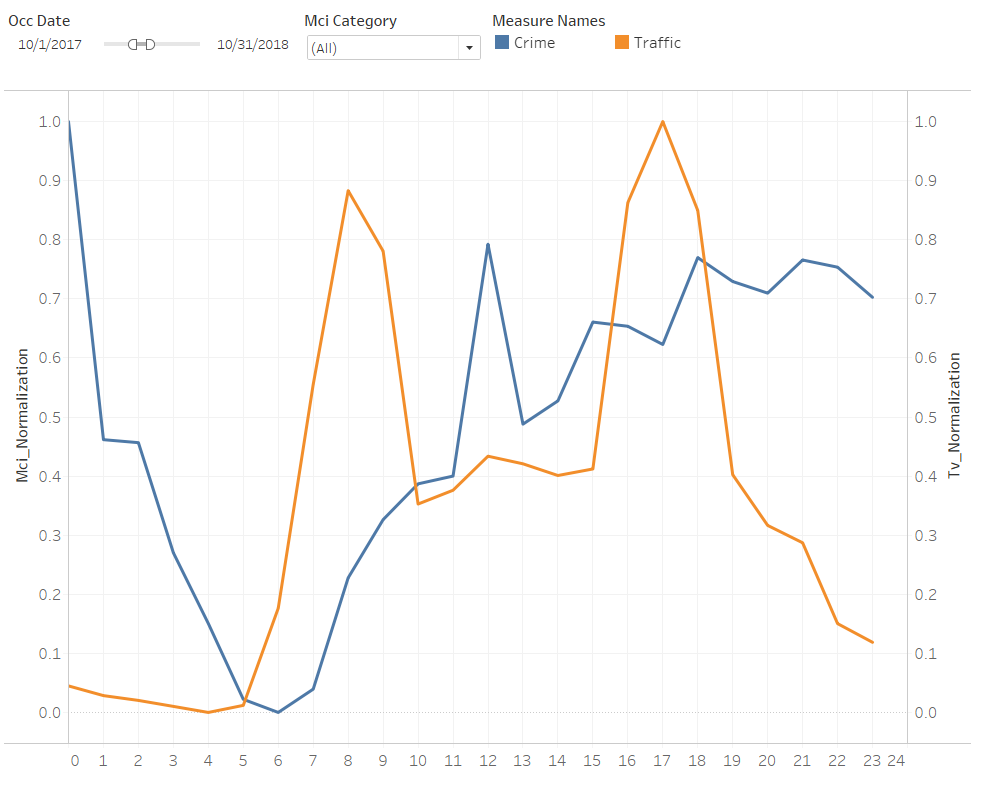 Occ Date
10/1/2017 10/31/2018
Mci Category
(All)
Measure Names
Crime Traffic
Mci_Normalization
1.0
0.9
0.8
0.7
0.6
0.5
0.4
0.3
0.2
0.1
0.0
1.0
0.9
0.8
0.7
0.6
0.5
0.4
0.3
0.2
0.1
0.0
Tv_Normalization
0 1 2 3 4 5 6 7 8 9 10 11 12 13 14 15 16 17 18 19 20 21 22 23 24